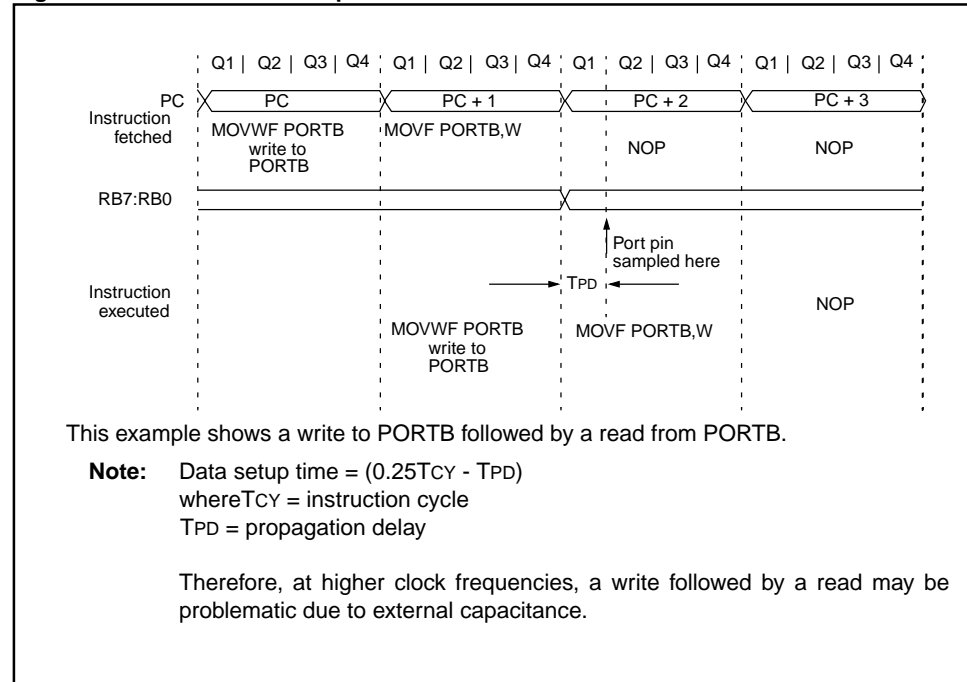 Q1 | Q2 | Q3 | Q4 Q1 | Q2 | Q3 | Q4 Q1 Q2 | Q3 | Q4 Q1 | Q2 | Q3 | Q4
PC PC PC + 1 PC + 2 PC + 3
Instruction
fetched
MOVWF PORTB
write to
PORTB
MOVF PORTB,W
NOP
NOP
RB7:RB0
Port pin
sampled here
TPD
Instruction
executed
MOVWF PORTB
write to
PORTB
MOVF PORTB,W
NOP
This example shows a write to PORTB followed by a read from PORTB.
Note: Data setup time = (0.25TCY - TPD)
whereTCY = instruction cycle
TPD = propagation delay
Therefore, at higher clock frequencies, a write followed by a read may be
problematic due to external capacitance.